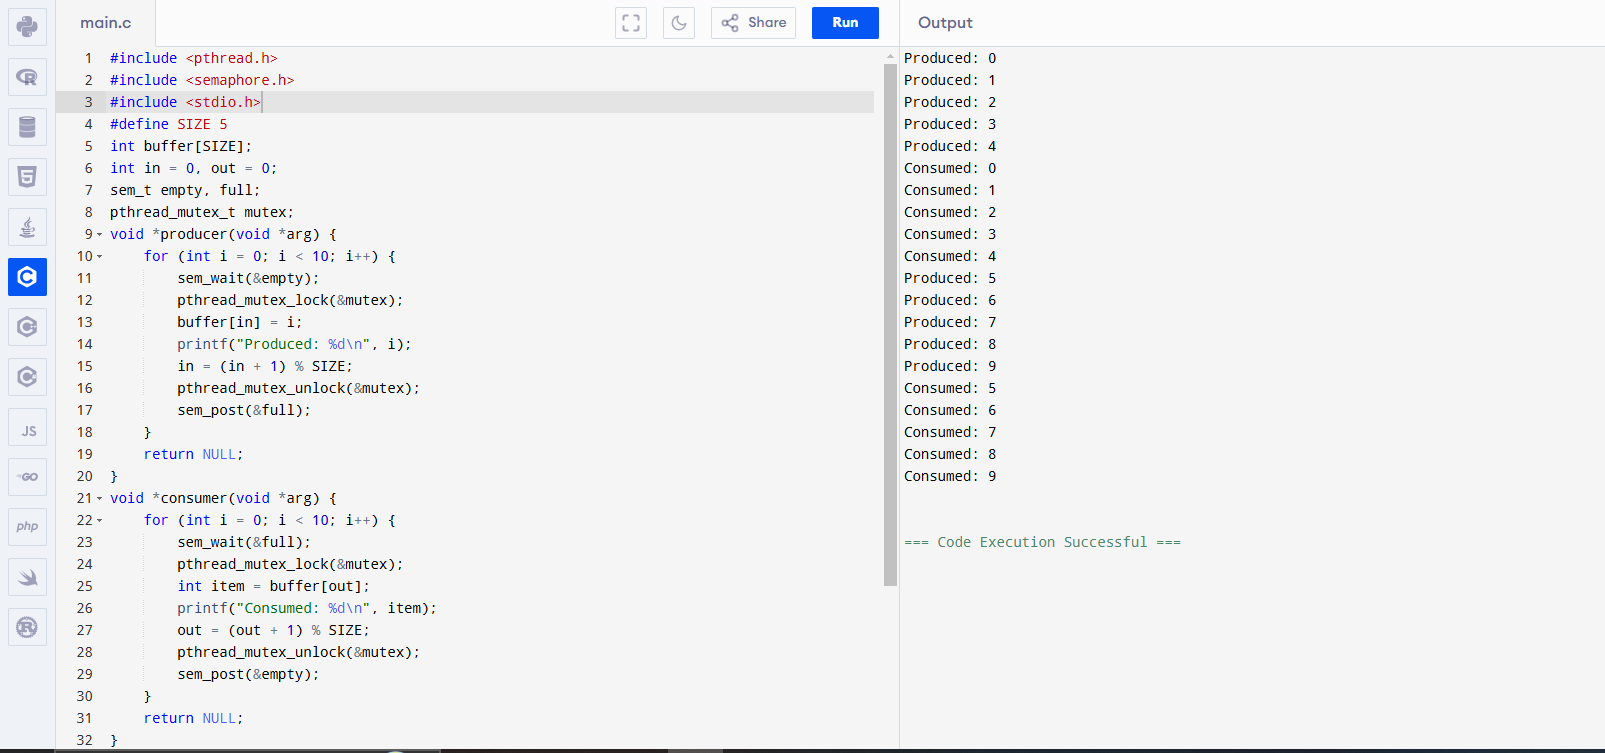 main.c
Share
Run
Output
1 #include <pthread.h>
2 #include <semaphore.h>
3 #include <stdio.h>
4 #define SIZE 5
5 int buffer[SIZE];
6 int in = 0, out = 0;
7 sem_t empty, full;
8 pthread_mutex_t mutex;
9 void *producer(void *arg) {
10     for (int i = 0; i < 10; i++) {
11         sem_wait(&empty);
12         pthread_mutex_lock(&mutex);
13         buffer[in] = i;
14         printf("Produced: %d\n", i);
15         in = (in + 1) % SIZE;
16         pthread_mutex_unlock(&mutex);
17         sem_post(&full);
18     }
19     return NULL;
20 }
21 void *consumer(void *arg) {
22     for (int i = 0; i < 10; i++) {
23         sem_wait(&full);
24         pthread_mutex_lock(&mutex);
25         int item = buffer[out];
26         printf("Consumed: %d\n", item);
27         out = (out + 1) % SIZE;
28         pthread_mutex_unlock(&mutex);
29         sem_post(&empty);
30     }
31     return NULL;
32 }
Produced: 0
Produced: 1
Produced: 2
Produced: 3
Produced: 4
Consumed: 0
Consumed: 1
Consumed: 2
Consumed: 3
Consumed: 4
Produced: 5
Produced: 6
Produced: 7
Produced: 8
Produced: 9
Consumed: 5
Consumed: 6
Consumed: 7
Consumed: 8
Consumed: 9
=== Code Execution Successful ===
R
5
C
C
C
JS
GO
php
R